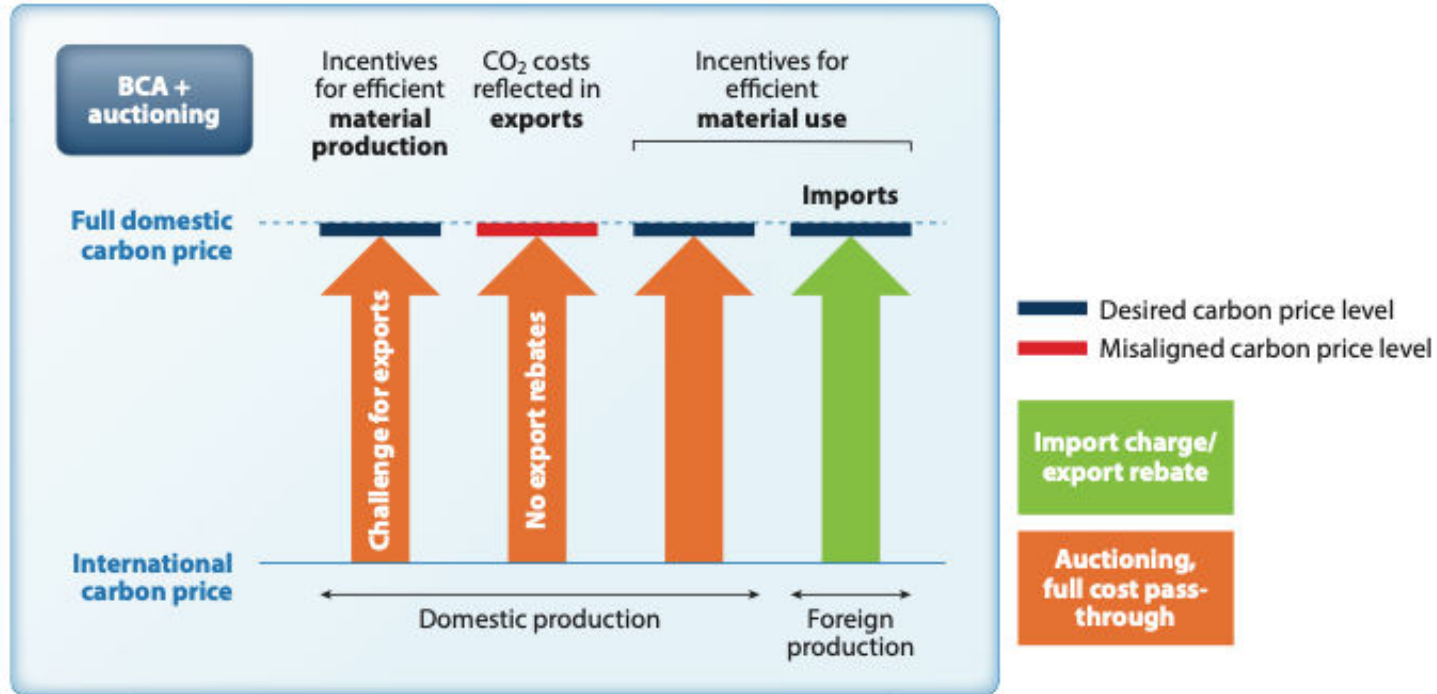 BCA +
auctioning
Incentives
for efficient
material
production
CO₂ costs
reflected in
exports
Incentives for
efficient
material use
Imports
Full domestic
carbon price
Challenge for exports
No export rebates
International
carbon price
Domestic production
Foreign
production
Desired carbon price level
Misaligned carbon price level
Import charge/
export rebate
Auctioning,
full cost pass-
through